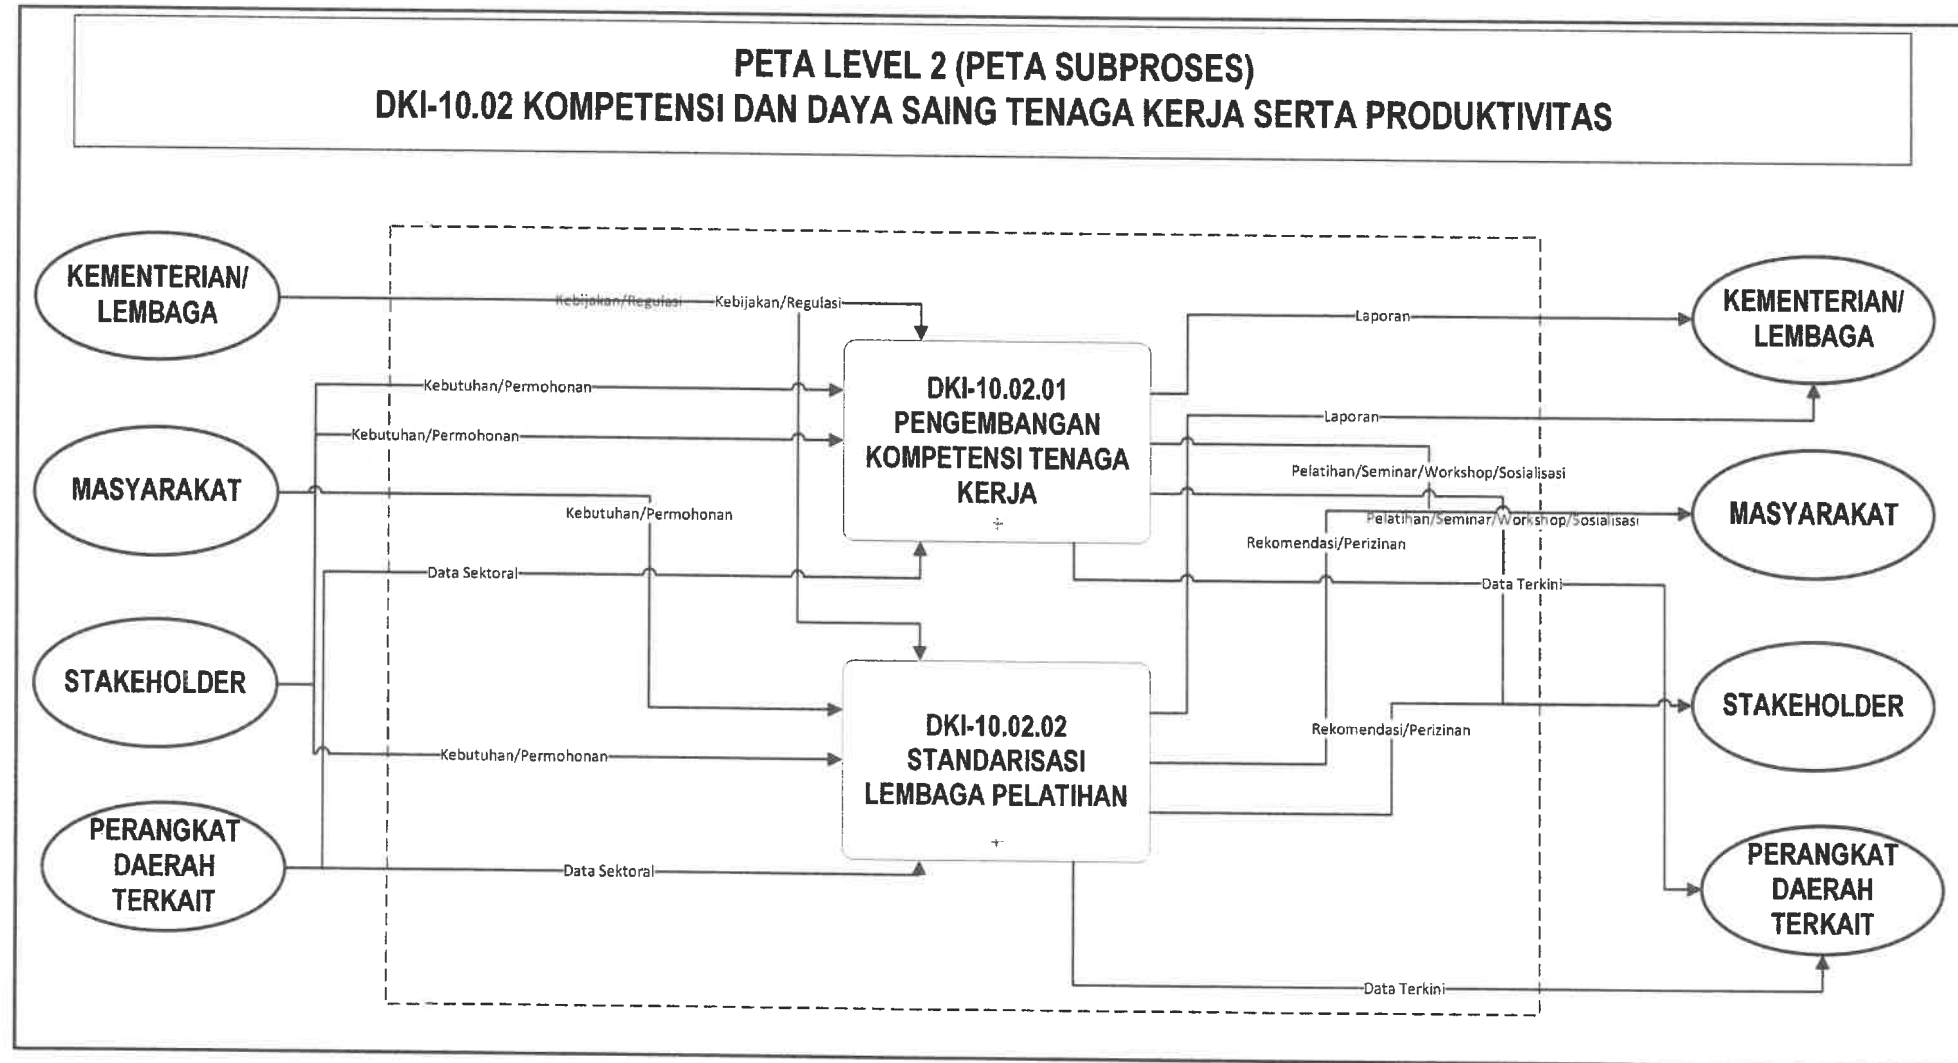 PETA LEVEL 2 (PETA SUBPROSES)
DKI-10.02 KOMPETENSI DAN DAYA SAING TENAGA KERJA SERTA PRODUKTIVITAS
KEMENTERIAN/
LEMBAGA
MASYARAKAT
STAKEHOLDER
PERANGKAT
DAERAH
TERKAIT
Kebijakan/Regulasi
Kebijakan/Regulasi
Kebutuhan/Permohonan
Kebutuhan/Permohonan
Kebutuhan/Permohonan
Data Sektoral
Kebutuhan/Permohonan
Data Sektoral
DKI-10.02.01
PENGEMBANGAN
KOMPETENSI TENAGA
KERJA
+
DKI-10.02.02
STANDARISASI
LEMBAGA PELATIHAN
+
Laporan
Laporan
Pelatihan/Seminar/Workshop/Sosialisasi
Pelatihan/Seminar/Workshop/Sosialisasi
Rekomendasi/Perizinan
Data Terkini
Rekomendasi/Perizinan
Data Terkini
KEMENTERIAN/
LEMBAGA
MASYARAKAT
STAKEHOLDER
PERANGKAT
DAERAH
TERKAIT